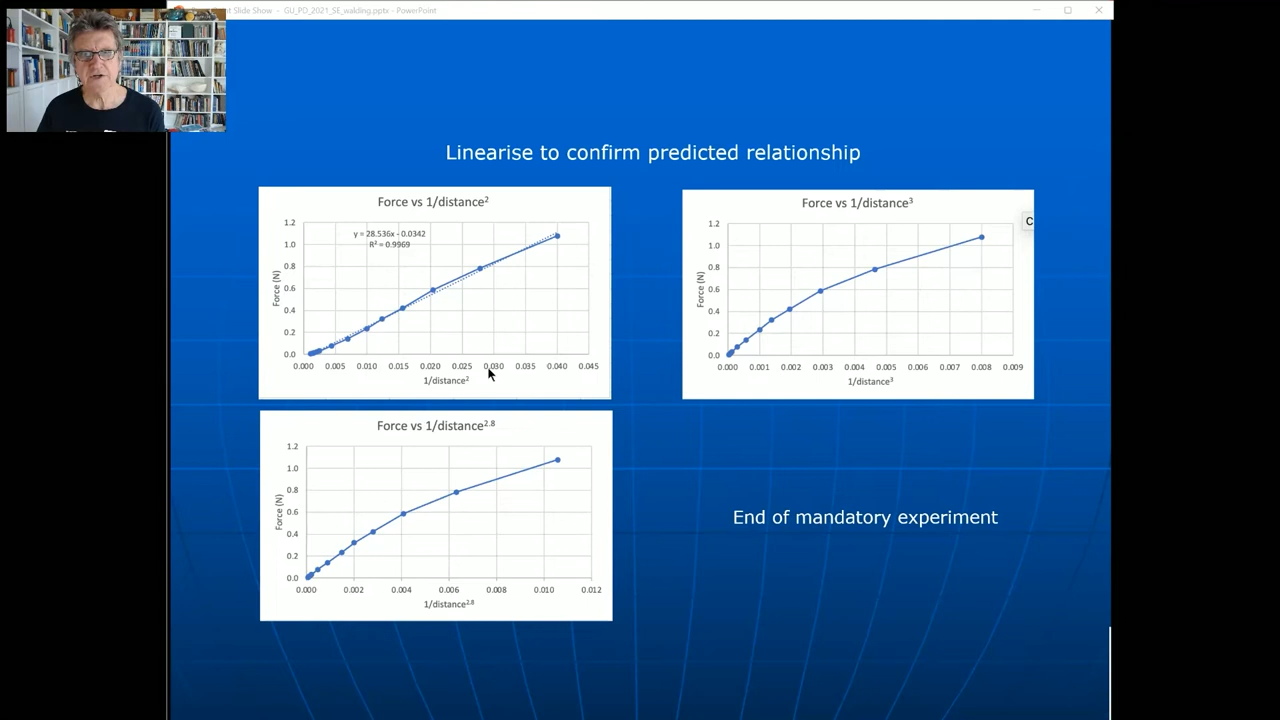 Slide Show - GU_PD_2021_SE_walding.pptx - PowerPoint
Linearise to confirm predicted relationship
Force vs 1/distance²
y = 28.536x - 0.0342
R² = 0.9969
1.2
1.0
0.8
0.6
0.4
0.2
0.0
Force (N)
0.000 0.005 0.010 0.015 0.020 0.025 0.030 0.035 0.040 0.045
1/distance²
Force vs 1/distance³
1.2
1.0
0.8
0.6
0.4
0.2
0.0
Force (N)
0.000 0.001 0.002 0.003 0.004 0.005 0.006 0.007 0.008 0.009
1/distance³
C
Force vs 1/distance²·⁸
1.2
1.0
0.8
0.6
0.4
0.2
0.0
Force (N)
0.000 0.002 0.004 0.006 0.008 0.010 0.012
1/distance²·⁸
End of mandatory experiment